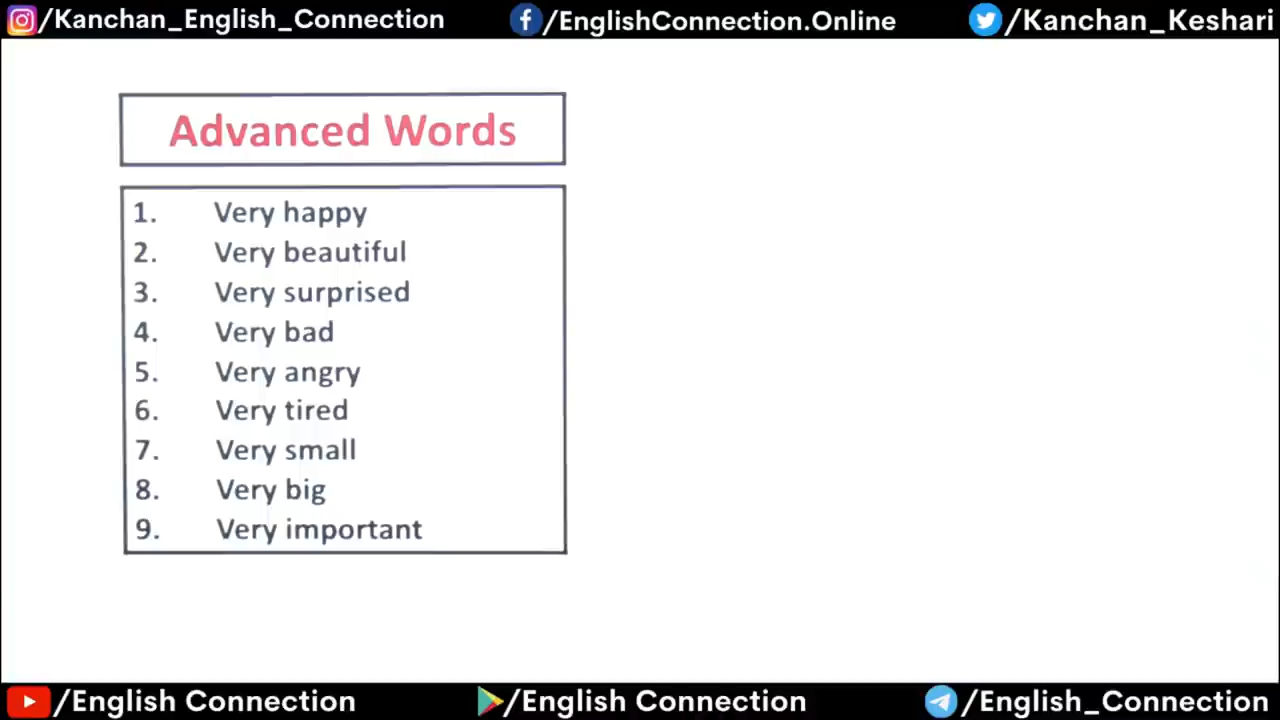 /Kanchan_English_Connection /EnglishConnection.Online /Kanchan_Keshari
Advanced Words
1. Very happy
2. Very beautiful
3. Very surprised
4. Very bad
5. Very angry
6. Very tired
7. Very small
8. Very big
9. Very important
/English Connection /English Connection /English_Connection